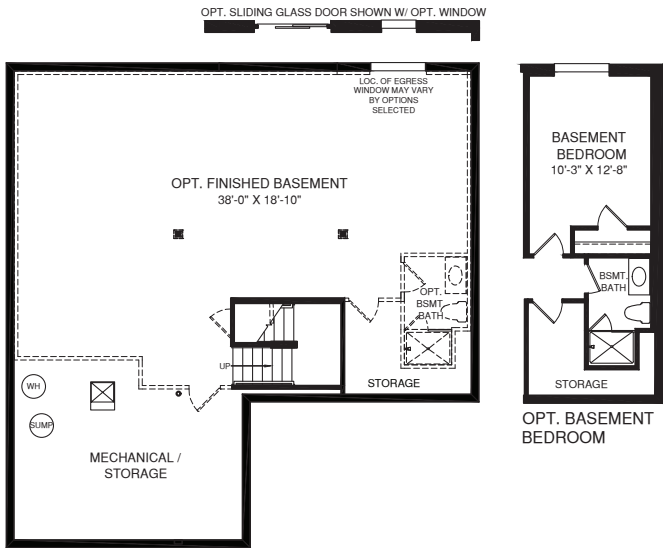 OPT. SLIDING GLASS DOOR SHOWN W/ OPT. WINDOW
LOC. OF EGRESS
WINDOW MAY VARY
BY OPTIONS
SELECTED
OPT. FINISHED BASEMENT
38'-0" X 18'-10"
OPT.
BSMT.
BATH
UP
STORAGE
WH
SUMP
MECHANICAL /
STORAGE
BASEMENT
BEDROOM
10'-3" X 12'-8"
BSMT.
BATH
STORAGE
OPT. BASEMENT
BEDROOM